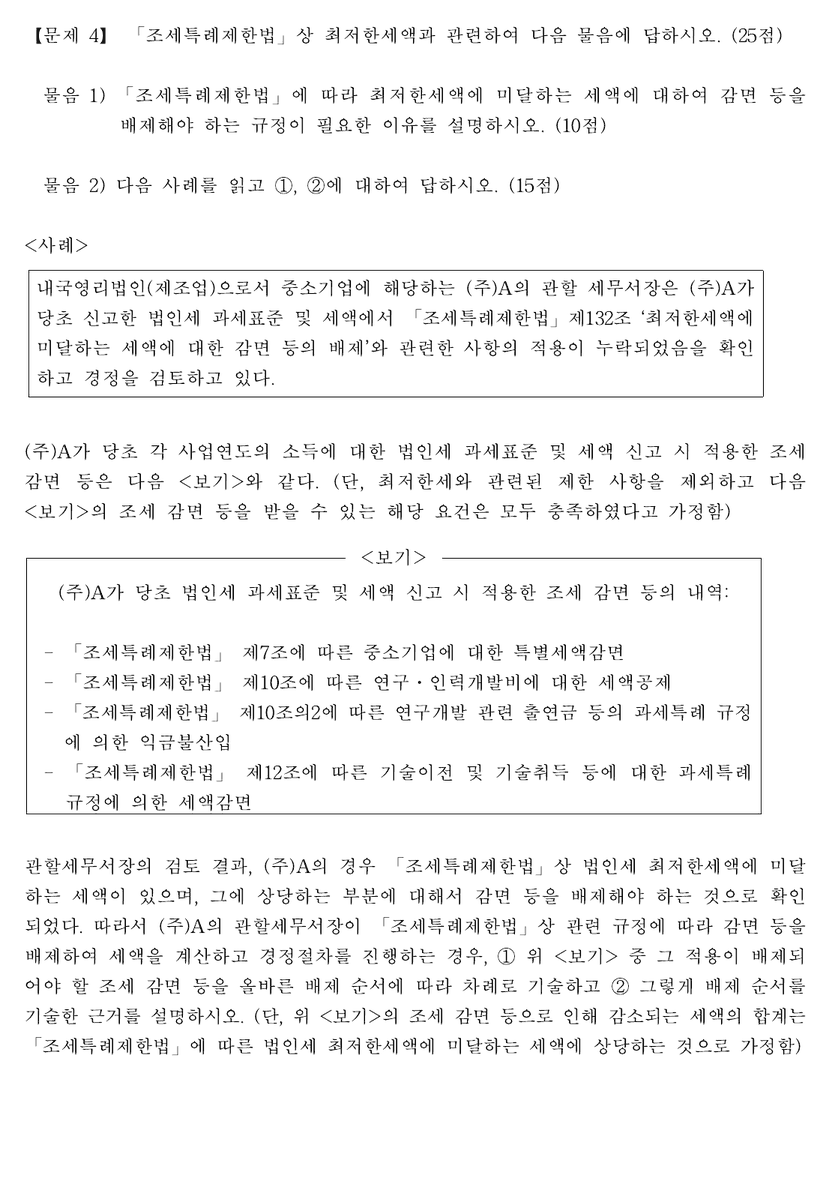 【문제 4】 「조세특례제한법」상 최저한세액과 관련하여 다음 물음에 답하시오. (25점)
물음 1) 「조세특례제한법」에 따라 최저한세액에 미달하는 세액에 대하여 감면 등을
배제해야 하는 규정이 필요한 이유를 설명하시오. (10점)
물음 2) 다음 사례를 읽고 ①, ②에 대하여 답하시오. (15점)
<사례>
내국영리법인(제조업)으로서 중소기업에 해당하는 (주)A의 관할 세무서장은 (주)A가
당초 신고한 법인세 과세표준 및 세액에서 「조세특례제한법」제132조 ‘최저한세액에
미달하는 세액에 대한 감면 등의 배제’와 관련한 사항의 적용이 누락되었음을 확인
하고 경정을 검토하고 있다.
(주)A가 당초 각 사업연도의 소득에 대한 법인세 과세표준 및 세액 신고 시 적용한 조세
감면 등은 다음 <보기>와 같다. (단, 최저한세와 관련된 제한 사항을 제외하고 다음
<보기>의 조세 감면 등을 받을 수 있는 해당 요건은 모두 충족하였다고 가정함)
<보기>
(주)A가 당초 법인세 과세표준 및 세액 신고 시 적용한 조세 감면 등의 내역:
- 「조세특례제한법」 제7조에 따른 중소기업에 대한 특별세액감면
- 「조세특례제한법」 제10조에 따른 연구・인력개발비에 대한 세액공제
- 「조세특례제한법」 제10조의2에 따른 연구개발 관련 출연금 등의 과세특례 규정
에 의한 익금불산입
- 「조세특례제한법」 제12조에 따른 기술이전 및 기술취득 등에 대한 과세특례
규정에 의한 세액감면
관할세무서장의 검토 결과, (주)A의 경우 「조세특례제한법」상 법인세 최저한세액에 미달
하는 세액이 있으며, 그에 상당하는 부분에 대해서 감면 등을 배제해야 하는 것으로 확인
되었다. 따라서 (주)A의 관할세무서장이 「조세특례제한법」상 관련 규정에 따라 감면 등을
배제하여 세액을 계산하고 경정절차를 진행하는 경우, ① 위 <보기> 중 그 적용이 배제되
어야 할 조세 감면 등을 올바른 배제 순서에 따라 차례로 기술하고 ② 그렇게 배제 순서를
기술한 근거를 설명하시오. (단, 위 <보기>의 조세 감면 등으로 인해 감소되는 세액의 합계는
「조세특례제한법」에 따른 법인세 최저한세액에 미달하는 세액에 상당하는 것으로 가정함)